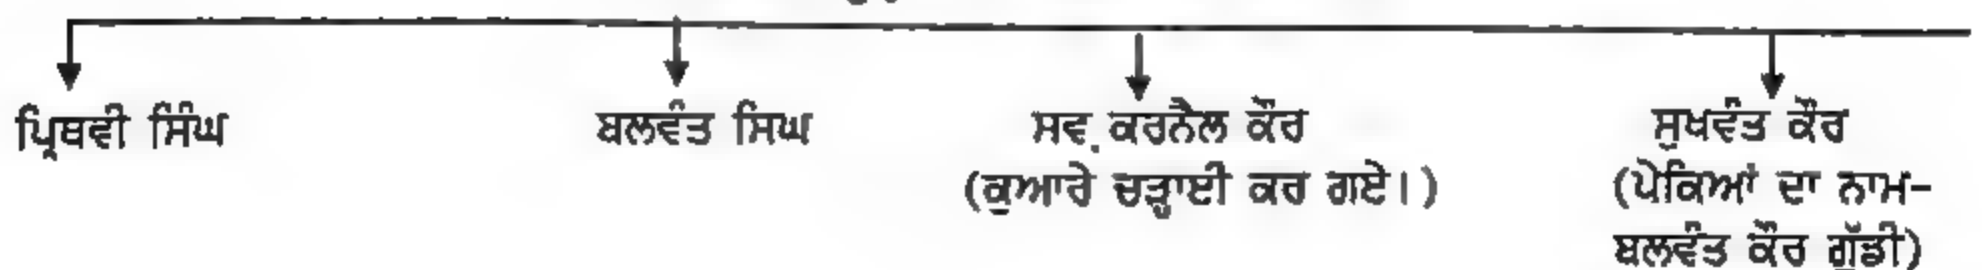 ਪ੍ਰਿਥਵੀ ਸਿੰਘ
ਬਲਵੰਤ ਸਿਘ
ਸਵ. ਕਰਨੈਲ ਕੌਰ
(ਕੁਆਰੇ ਚੜ੍ਹਾਈ ਕਰ ਗਏ।)
ਸੁਖਵੰਤ ਕੌਰ
(ਪੇਕਿਆਂ ਦਾ ਨਾਮ-
ਬਲਵੰਤ ਕੌਰ ਗੁੱਡੀ)